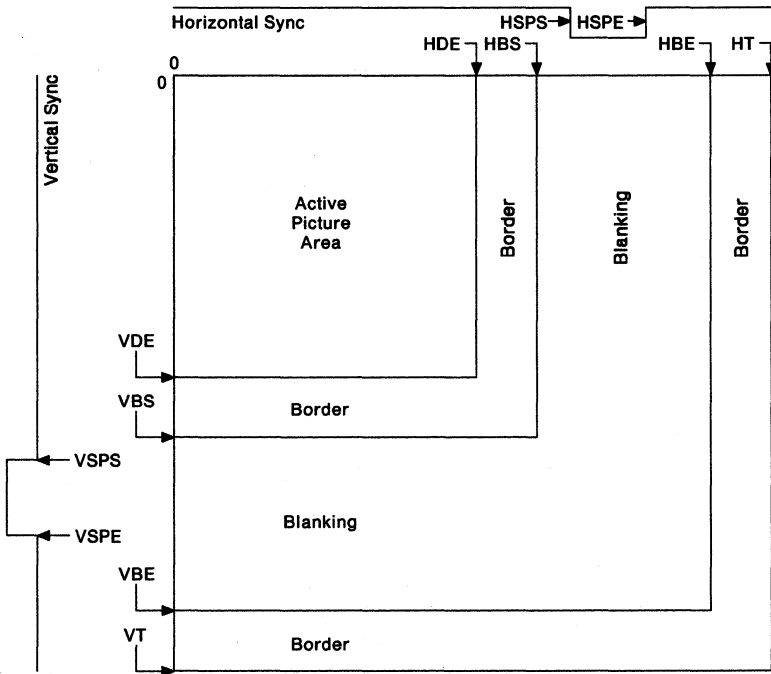 Horizontal Sync
HSPS
HSPE
HDE
HBS
HBE
HT
0
0
Vertical Sync
Active
Picture
Area
Border
Blanking
Border
VDE
VBS
Border
VSPS
Blanking
VSPE
VBE
VT
Border